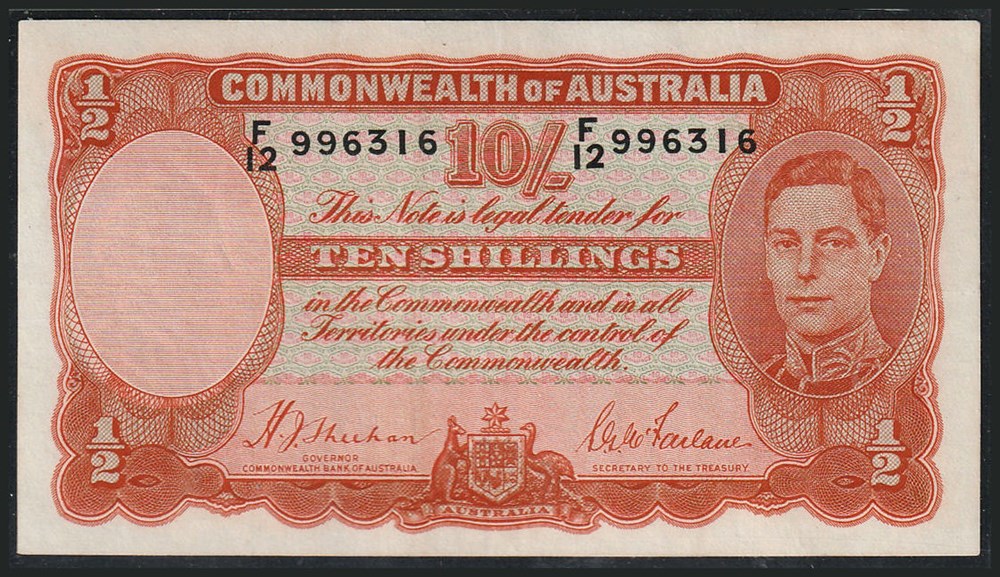 1/2
COMMONWEALTH OF AUSTRALIA
1/2
F/12 996316
10/-
F/12 996316
This Note is legal tender for
TEN SHILLINGS
in the Commonwealth and in all
Territories under the control of
the Commonwealth.
1/2
H.J. Sheehan
GOVERNOR
COMMONWEALTH BANK OF AUSTRALIA
AUSTRALIA
S.G. McFarlane
SECRETARY TO THE TREASURY
1/2